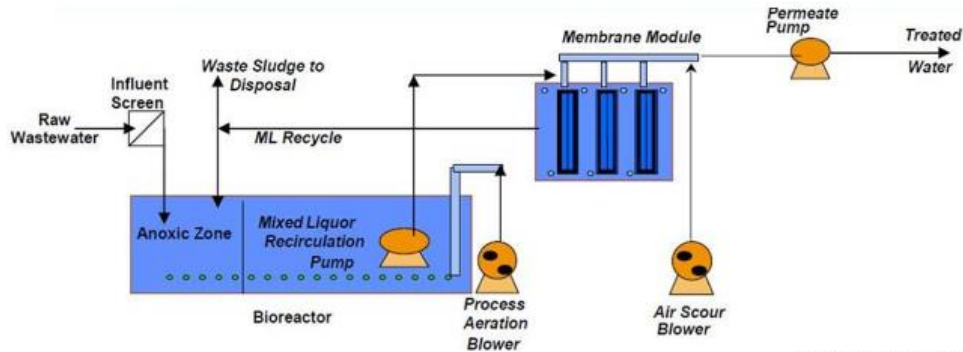 Permeate
Pump
Treated
Water
Membrane Module
Waste Sludge to
Disposal
Influent
Screen
Raw
Wastewater
ML Recycle
Anoxic Zone
Mixed Liquor
Recirculation
Pump
Bioreactor
Process
Aeration
Blower
Air Scour
Blower